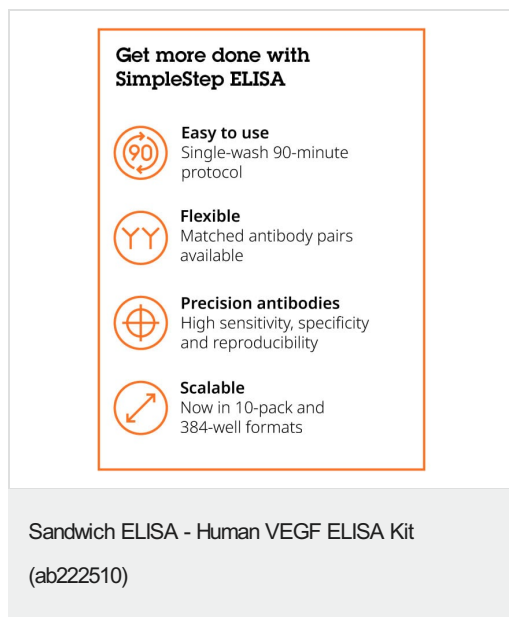 Get more done with
SimpleStep ELISA
90
Easy to use
Single-wash 90-minute
protocol
Flexible
Matched antibody pairs
available
Precision antibodies
High sensitivity, specificity
and reproducibility
Scalable
Now in 10-pack and
384-well formats
Sandwich ELISA - Human VEGF ELISA Kit
(ab222510)